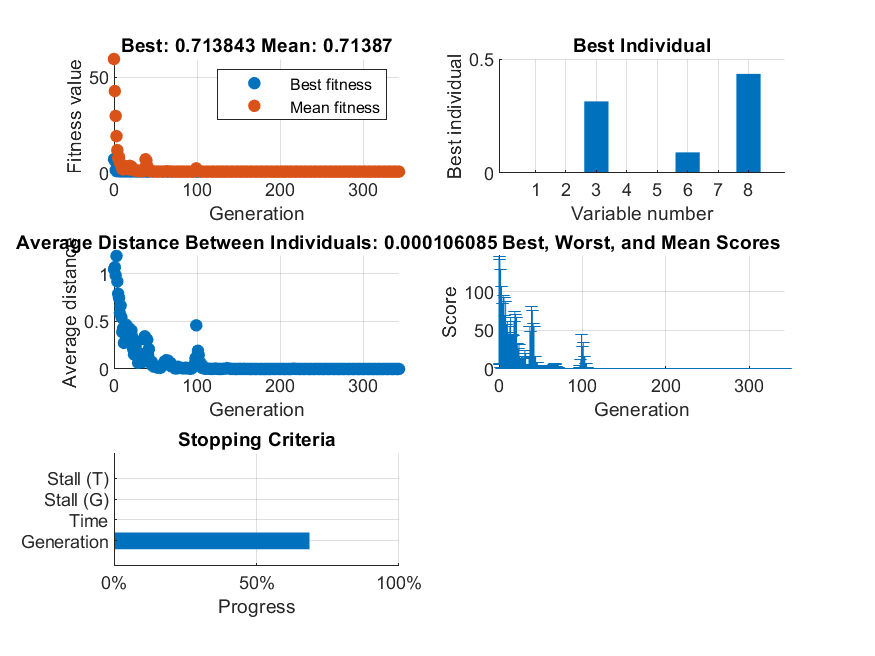 Best: 0.713843 Mean: 0.71387
Fitness value
50
0
Best fitness
Mean fitness
0 100 200 300
Generation
Best Individual
Best individual
0.5
0
1 2 3 4 5 6 7 8
Variable number
Average Distance Between Individuals: 0.000106085
Average distance
1
0.5
0
0 100 200 300
Generation
Best, Worst, and Mean Scores
Score
100
50
0
0 100 200 300
Generation
Stopping Criteria
Stall (T)
Stall (G)
Time
Generation
0% 50% 100%
Progress